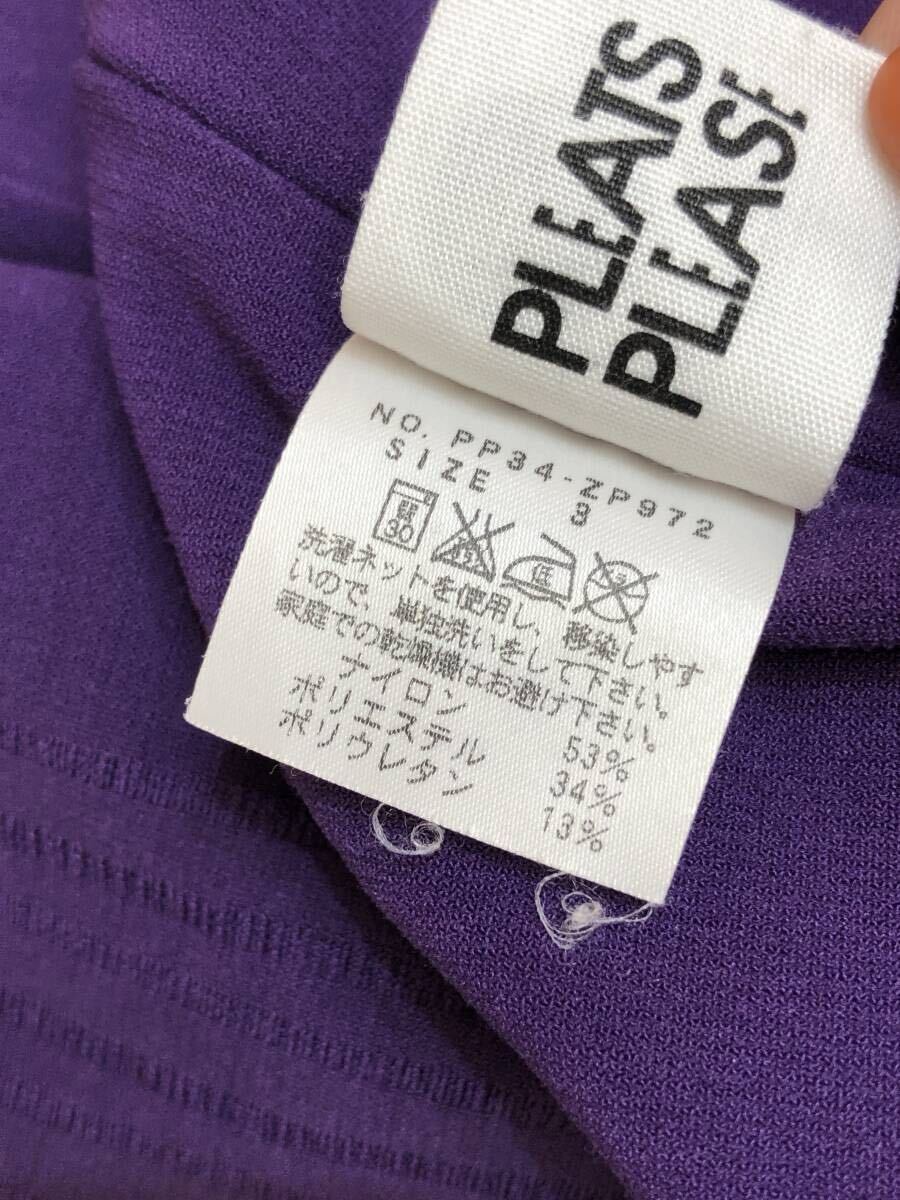 PLEATS
PLEASE
NO. PP34-ZP972
SIZE 3
弱 30
低
洗濯ネットを使用し、移染しやす
いので、単独洗いをして下さい。
家庭での乾燥機はお避け下さい。
ナイロン 53%
ポリエステル 34%
ポリウレタン 13%